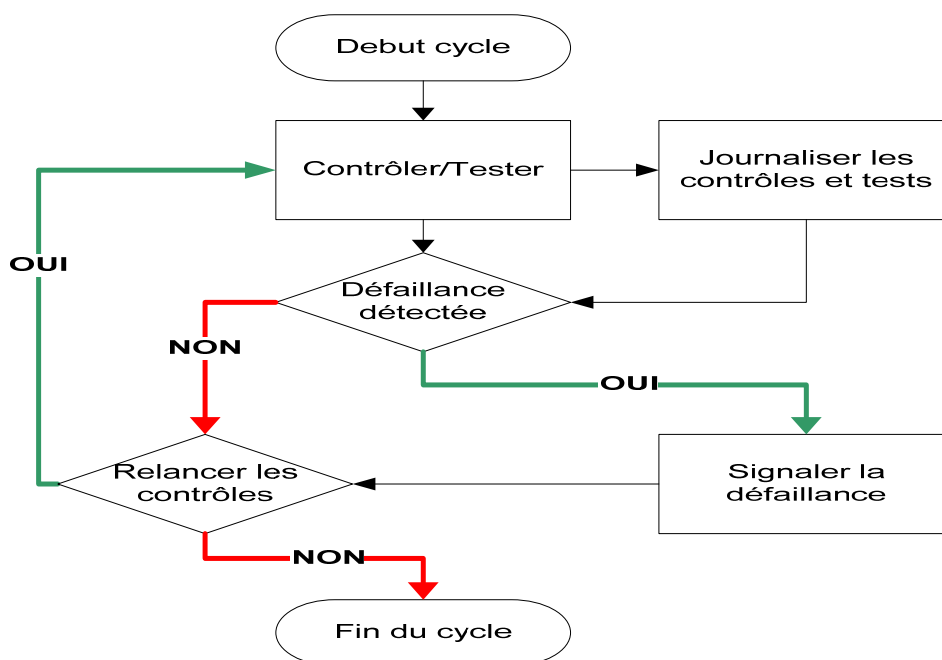 Debut cycle
Contrôler/Tester
Journaliser les
contrôles et tests
OUI
Défaillance
détectée
NON
OUI
Relancer les
contrôles
Signaler la
défaillance
NON
Fin du cycle